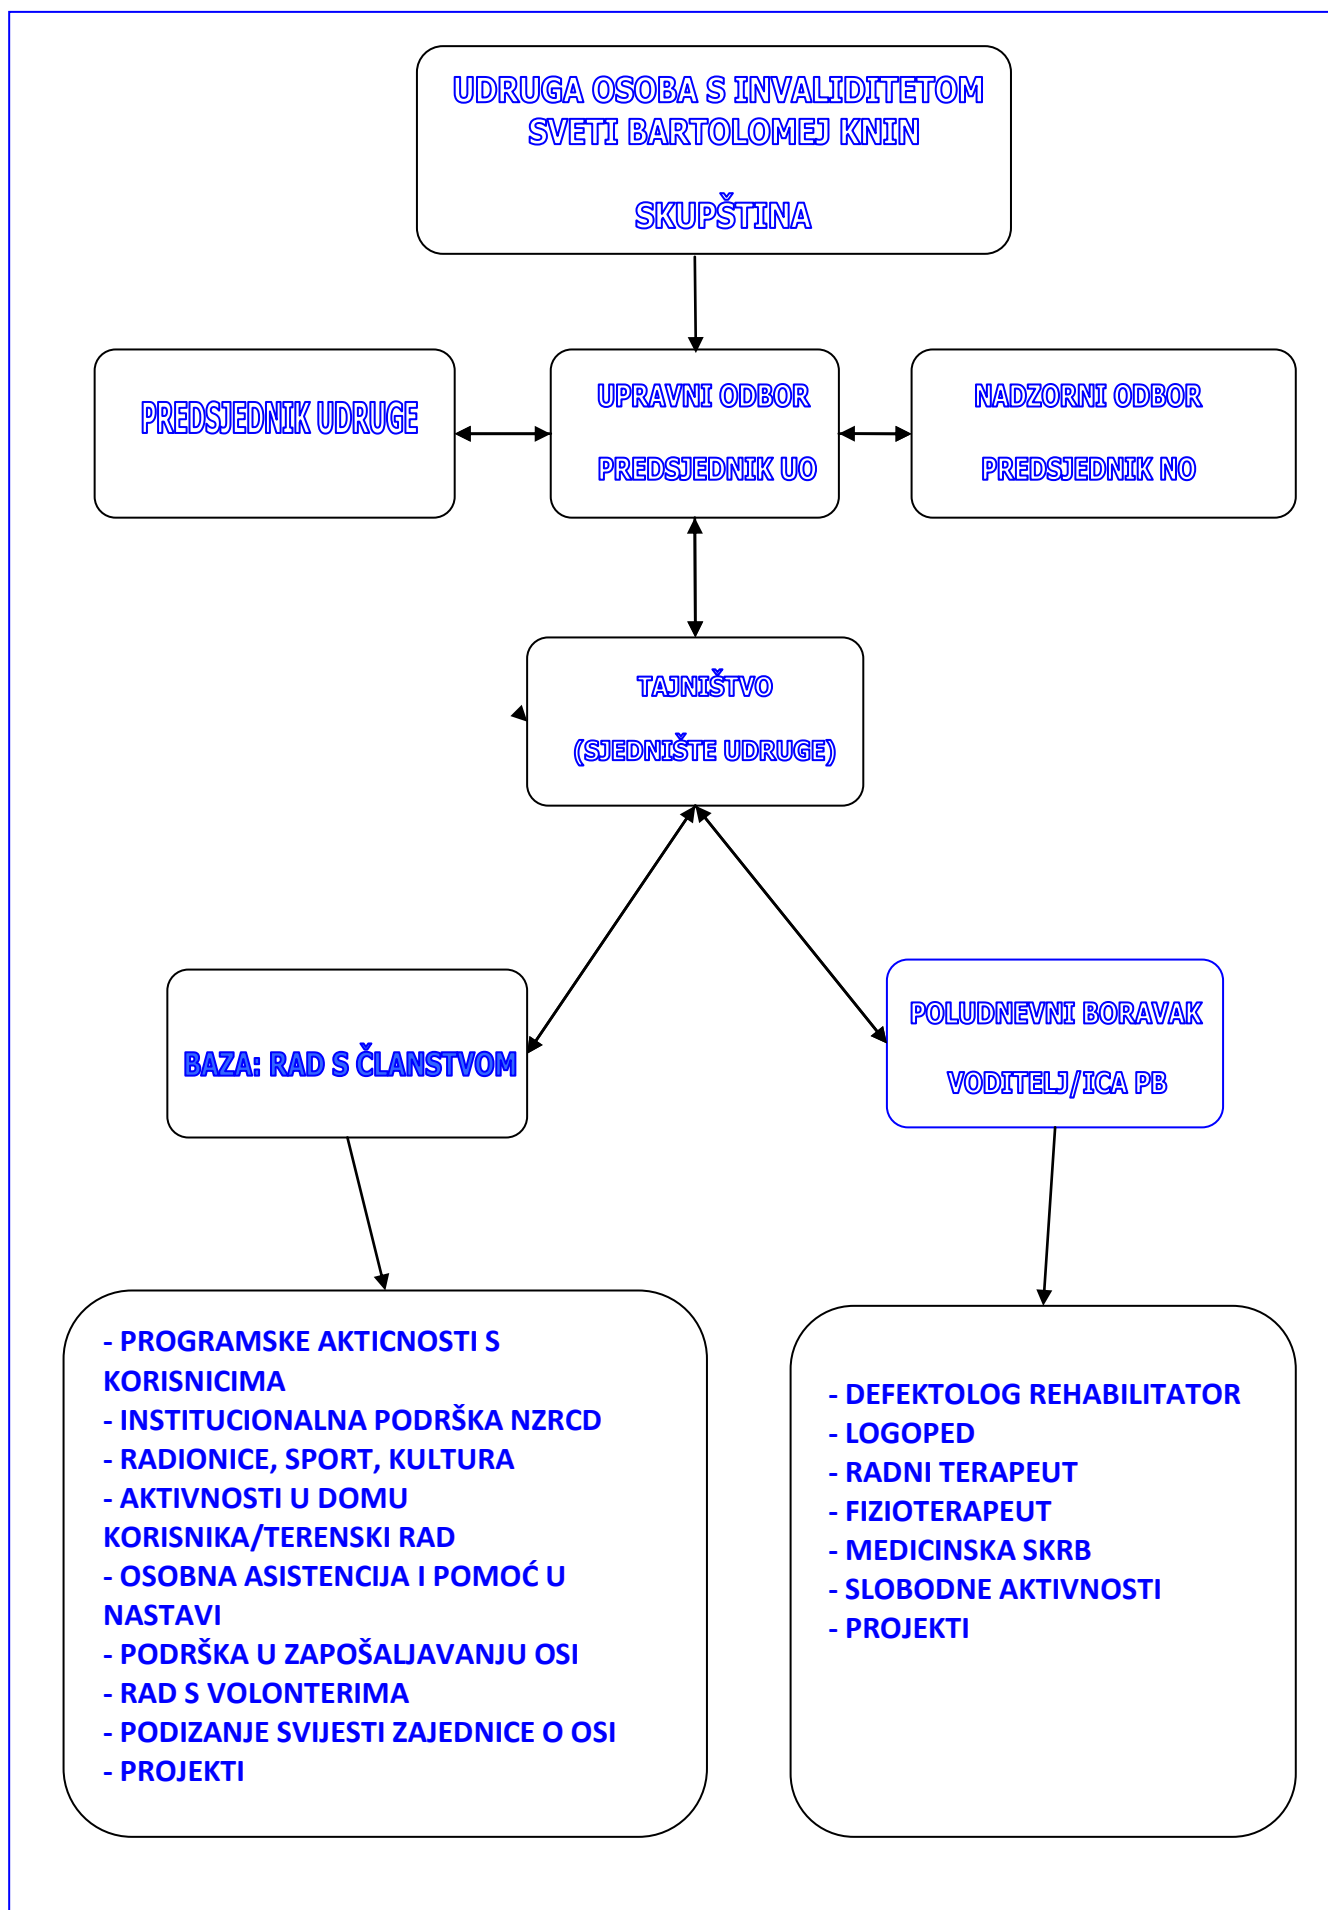 UDRUGA OSOBA S INVALIDITETOM
SVETI BARTOLOMEJ KNIN
SKUPŠTINA
PREDSJEDNIK UDRUGE
UPRAVNI ODBOR
PREDSJEDNIK UO
NADZORNI ODBOR
PREDSJEDNIK NO
TAJNIŠTVO
(SJEDNIŠTE UDRUGE)
BAZA: RAD S ČLANSTVOM
POLUDNEVNI BORAVAK
VODITELJ/ICA PB
- PROGRAMSKE AKTICNOSTI S
KORISNICIMA
- INSTITUCIONALNA PODRŠKA NZRCD
- RADIONICE, SPORT, KULTURA
- AKTIVNOSTI U DOMU
KORISNIKA/TERENSKI RAD
- OSOBNA ASISTENCIJA I POMOĆ U
NASTAVI
- PODRŠKA U ZAPOŠALJAVANJU OSI
- RAD S VOLONTERIMA
- PODIZANJE SVIJESTI ZAJEDNICE O OSI
- PROJEKTI
- DEFEKTOLOG REHABILITATOR
- LOGOPED
- RADNI TERAPEUT
- FIZIOTERAPEUT
- MEDICINSKA SKRB
- SLOBODNE AKTIVNOSTI
- PROJEKTI